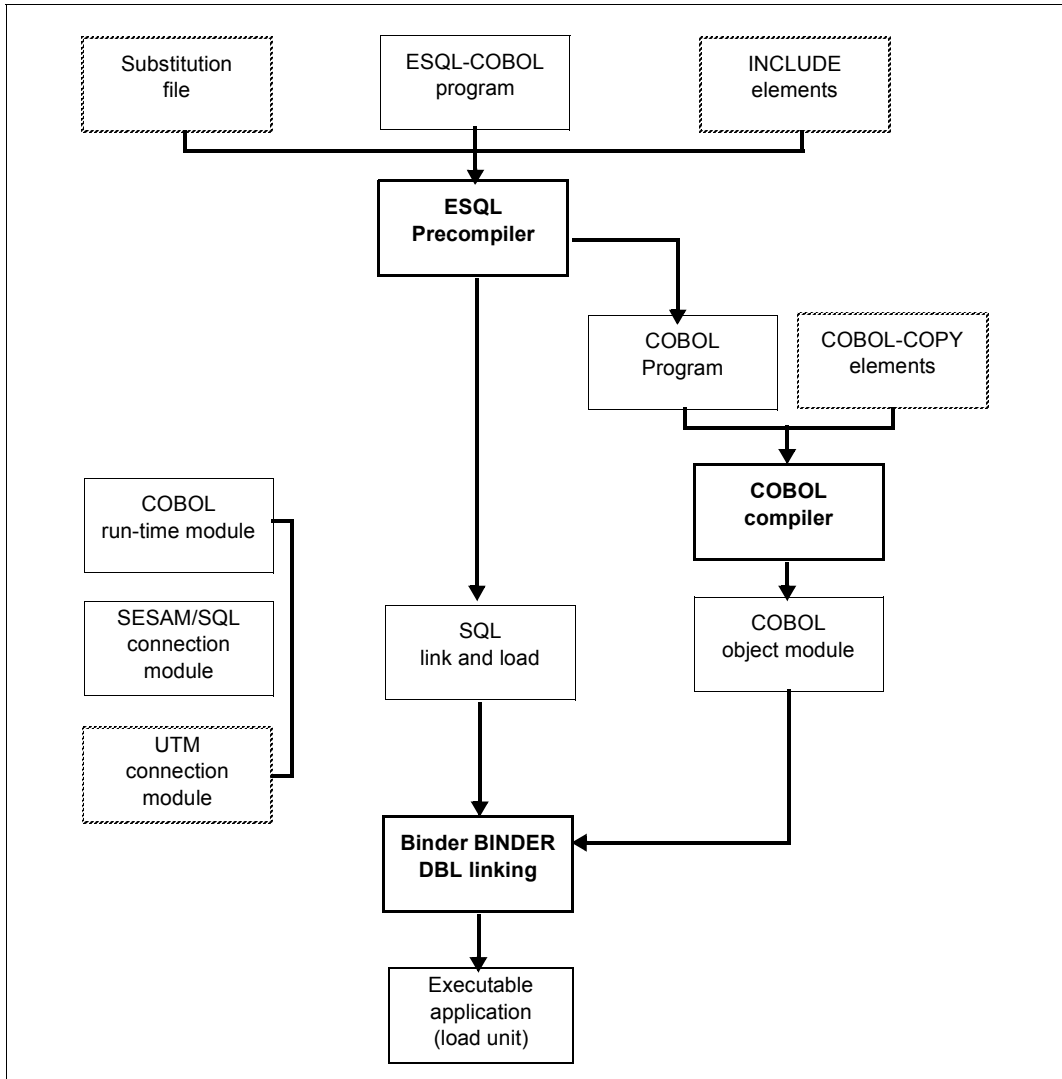 Substitution
file
ESQL-COBOL
program
INCLUDE
elements
ESQL
Precompiler
COBOL
Program
COBOL-COPY
elements
COBOL
run-time module
COBOL
compiler
SESAM/SQL
connection
module
SQL
link and load
COBOL
object module
UTM
connection
module
Binder BINDER
DBL linking
Executable
application
(load unit)